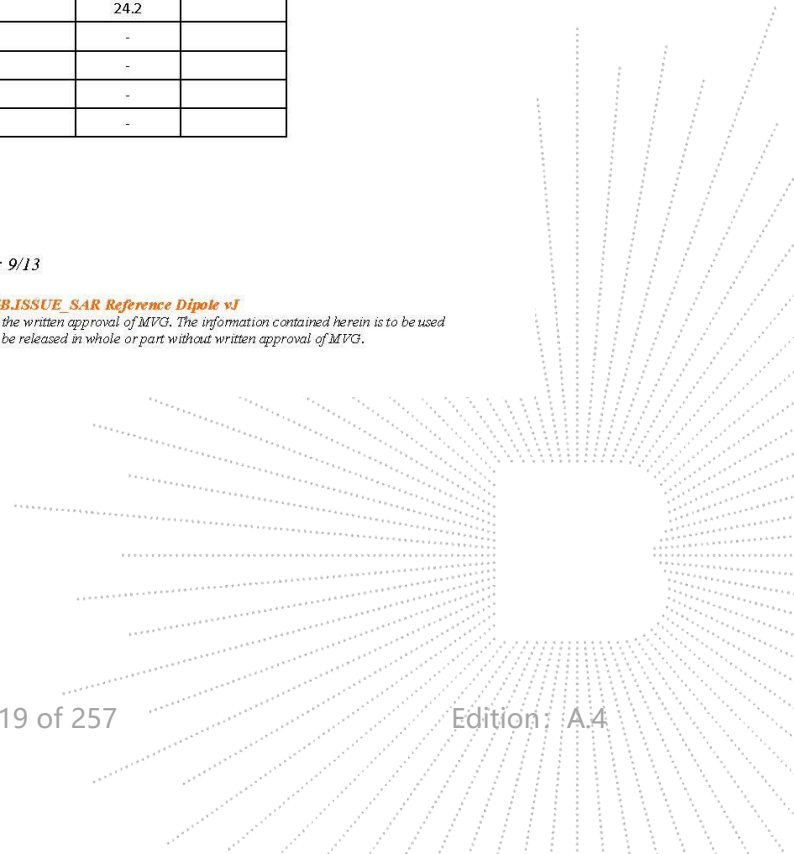 24.2
-
-
-
-
: 9/13
B.ISSUE_SAR Reference Dipole vJ
the written approval of MVG. The information contained herein is to be used
be released in whole or part without written approval of MVG.
19 of 257 Edition: A.4